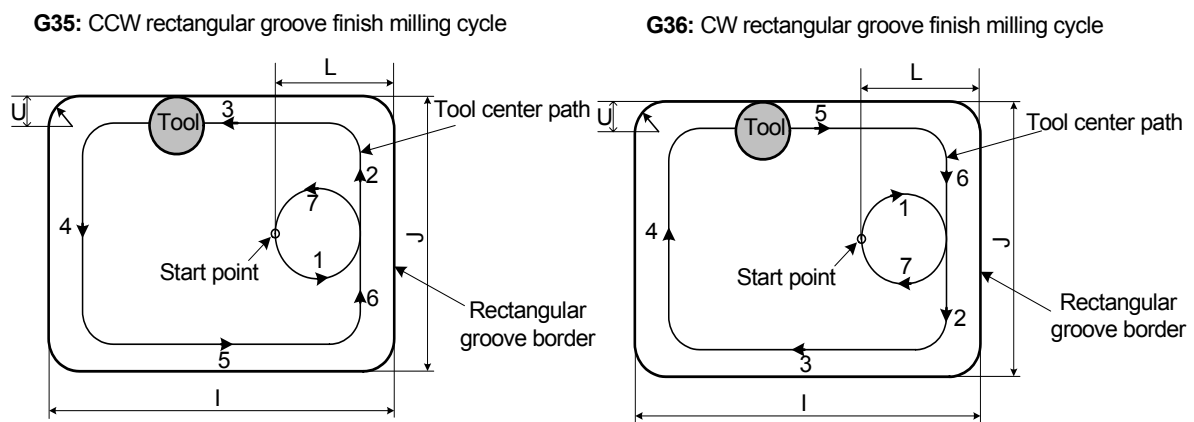 G35: CCW rectangular groove finish milling cycle
L
U
Tool
3
Tool center path
2
7
4
1
J
Start point
6
Rectangular
groove border
5
I
G36: CW rectangular groove finish milling cycle
L
U
Tool
5
Tool center path
6
1
4
J
Start point
7
Rectangular
groove border
2
3
I